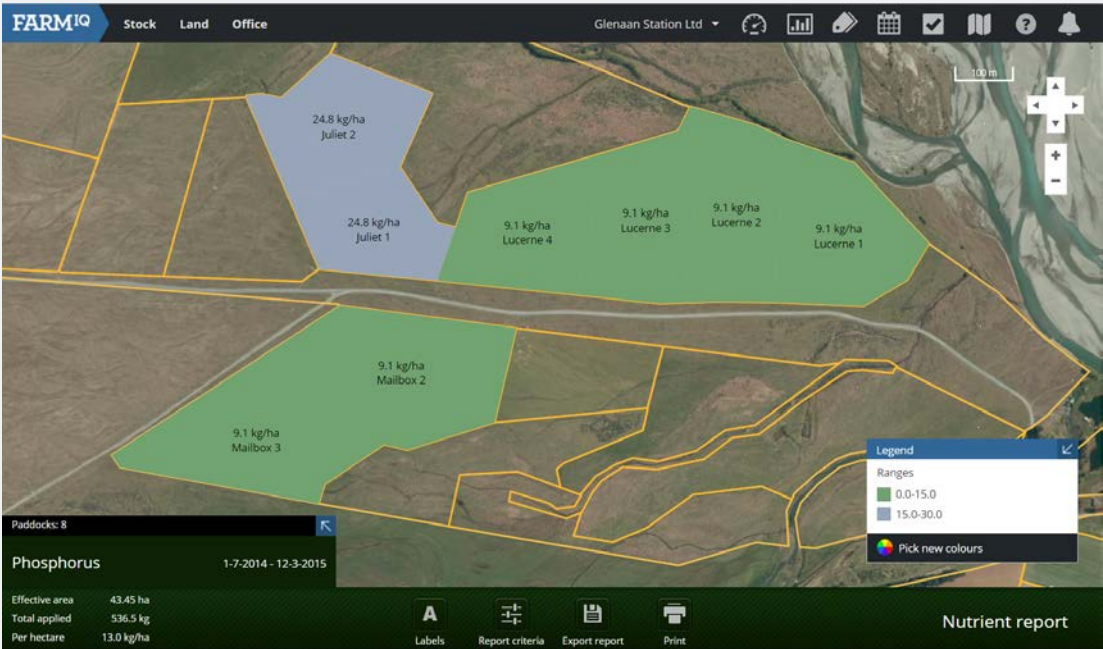 FARMIQ Stock Land Office Glenaan Station Ltd
100 m
24.8 kg/ha
Juliet 2
24.8 kg/ha
Juliet 1
9.1 kg/ha
Lucerne 4
9.1 kg/ha
Lucerne 3
9.1 kg/ha
Lucerne 2
9.1 kg/ha
Lucerne 1
9.1 kg/ha
Mailbox 2
9.1 kg/ha
Mailbox 3
Legend
Ranges
0.0-15.0
15.0-30.0
Pick new colours
Paddocks: 8
Phosphorus 1-7-2014 - 12-3-2015
Effective area 43.45 ha
Total applied 536.5 kg
Per hectare 13.0 kg/ha
A
Labels Report criteria Export report Print
Nutrient report